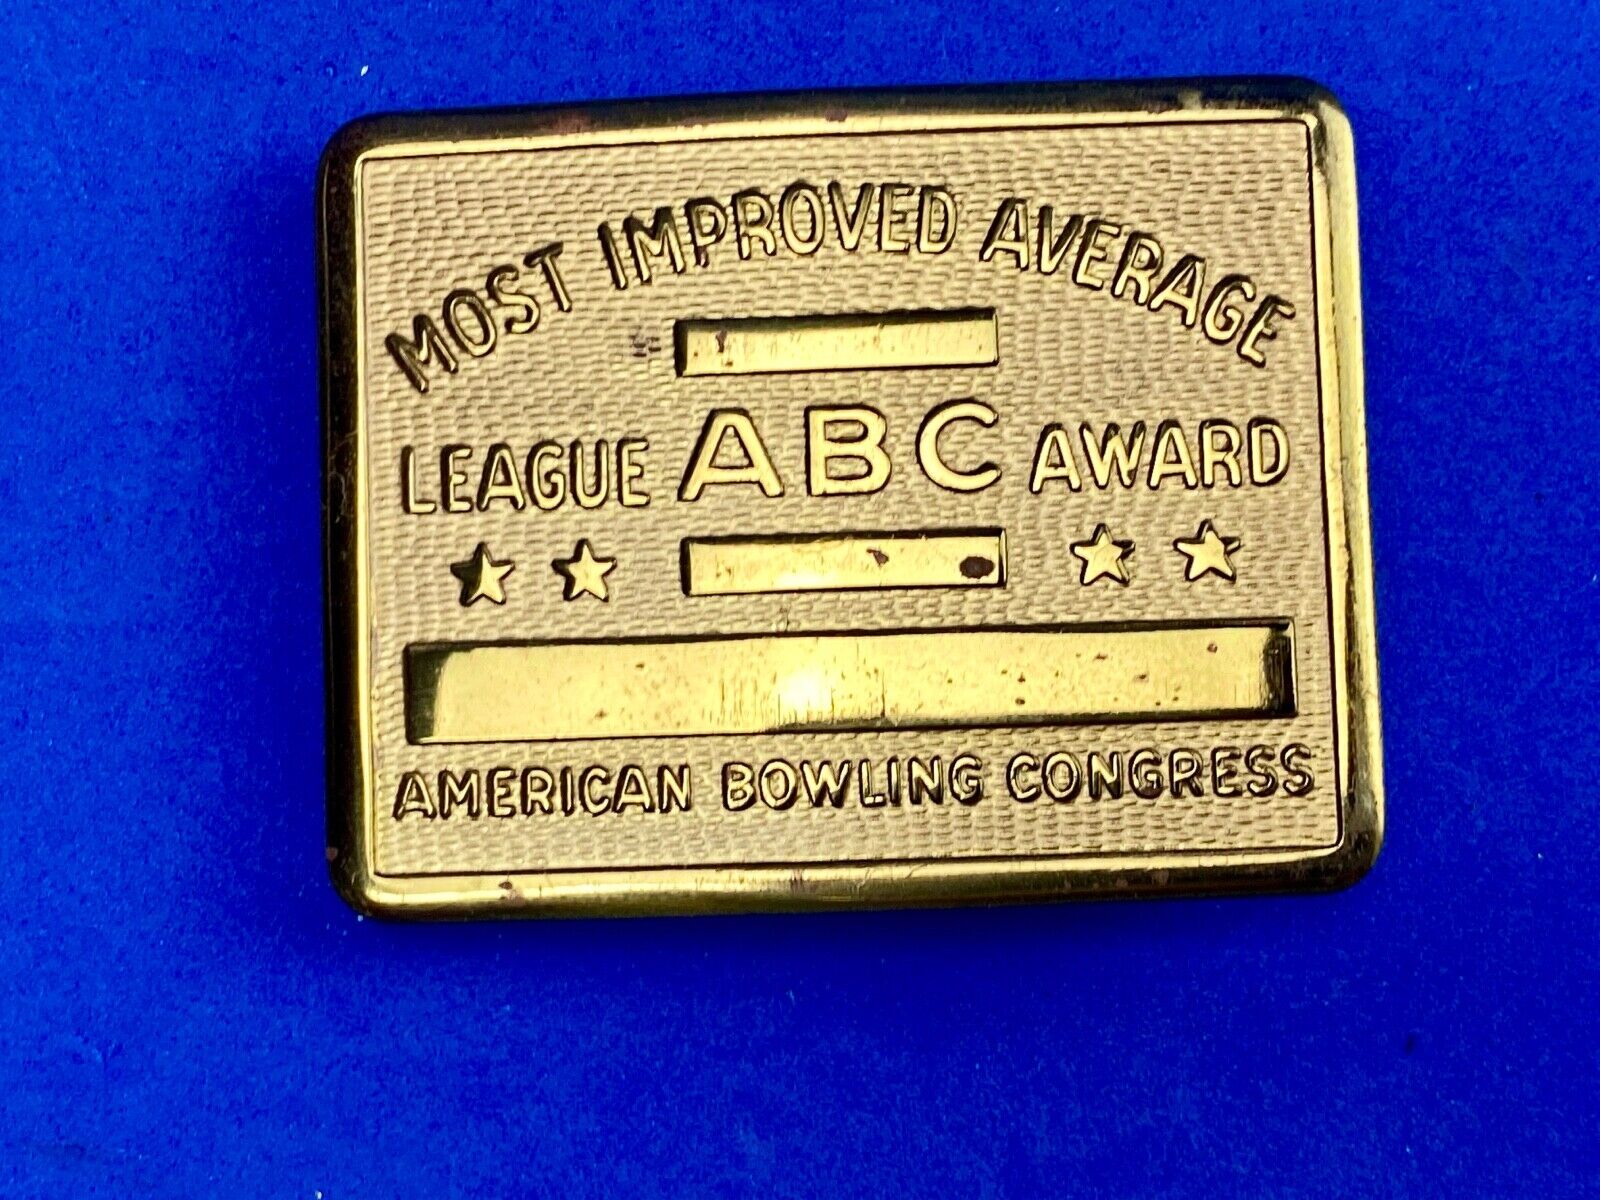 MOST IMPROVED AVERAGE
LEAGUE ABC AWARD
AMERICAN BOWLING CONGRESS